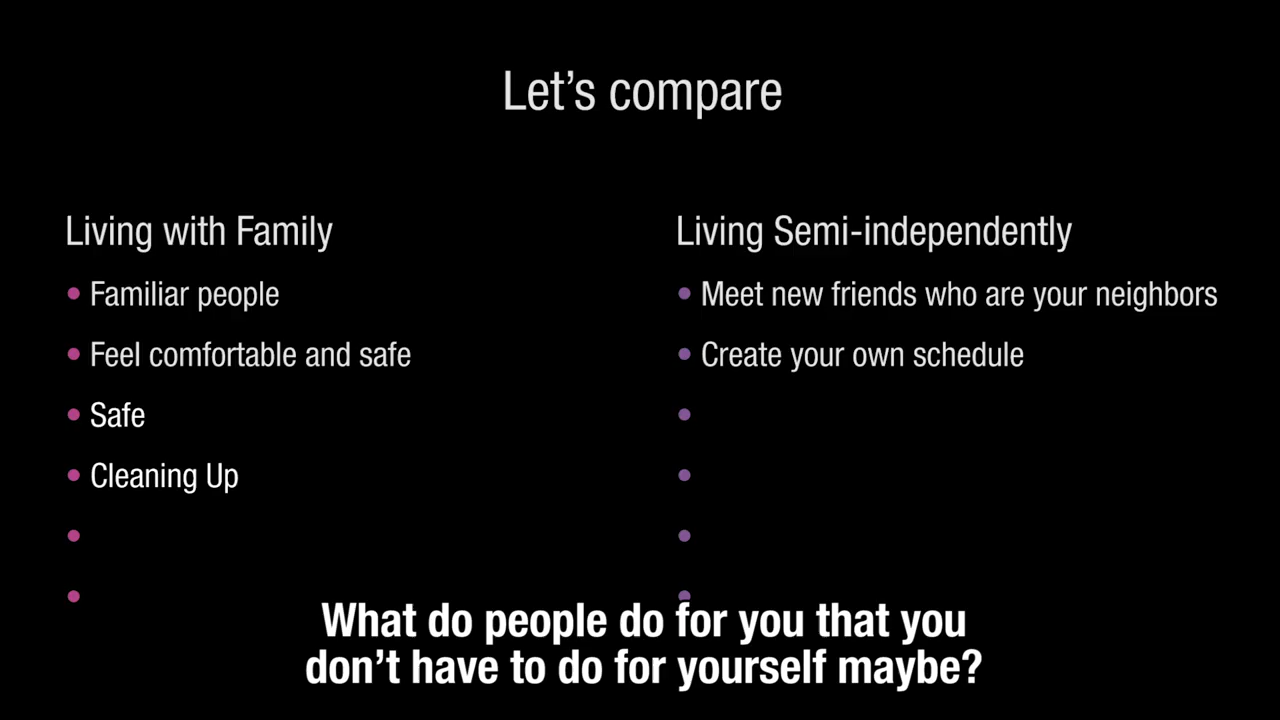 Let's compare
Living with Family
• Familiar people
• Feel comfortable and safe
• Safe
• Cleaning Up
•
•
Living Semi-independently
• Meet new friends who are your neighbors
• Create your own schedule
•
•
•
•
What do people do for you that you
don't have to do for yourself maybe?